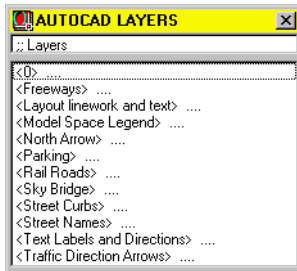 AUTOCAD LAYERS
;; Layers
<0> ....
<Freeways> ....
<Layout linework and text> ....
<Model Space Legend> ....
<North Arrow> ....
<Parking> ....
<Rail Roads> ....
<Sky Bridge> ....
<Street Curbs> ....
<Street Names> ....
<Text Labels and Directions> ....
<Traffic Direction Arrows> ....